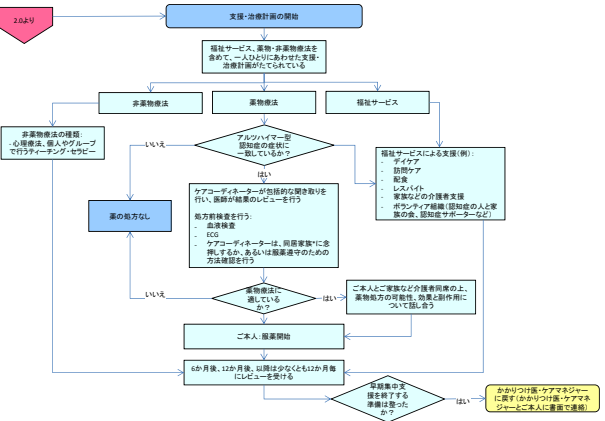 2.0より
支援・治療計画の開始
福祉サービス、薬物・非薬物療法を
含めて、一人ひとりにあわせた支援・
治療計画がたてられている
非薬物療法
薬物療法
福祉サービス
非薬物療法の種類：
- 心理療法、個人やグループ
で行うティーチング・セラピー
いいえ
アルツハイマー型
認知症の症状に
一致しているか？
はい
福祉サービスによる支援(例)：
- デイケア
- 訪問ケア
- 配食
- レスパイト
- 家族などの介護者支援
- ボランティア組織(認知症の人と家
族の会、認知症サポーターなど)
ケアコーディネーターが包括的な聞き取りを
行い、医師が結果のレビューを行う
処方前検査を行う：
- 血液検査
- ECG
- ケアコーディネーターは、同居家族*に念
押しするか、あるいは服薬遵守のための
方法確認を行う
薬の処方なし
いいえ
薬物療法に
適している
か？
はい
ご本人とご家族など介護者同席の上、
薬物処方の可能性、効果と副作用に
ついて話し合う
ご本人：服薬開始
6か月後、12か月後、以降は少なくとも12か月毎
にレビューを受ける
早期集中支
援を終了する
準備は整った
か？
はい
かかりつけ医・ケアマネジャー
に戻す(かかりつけ医・ケアマネ
ジャーとご本人に書面で連絡)